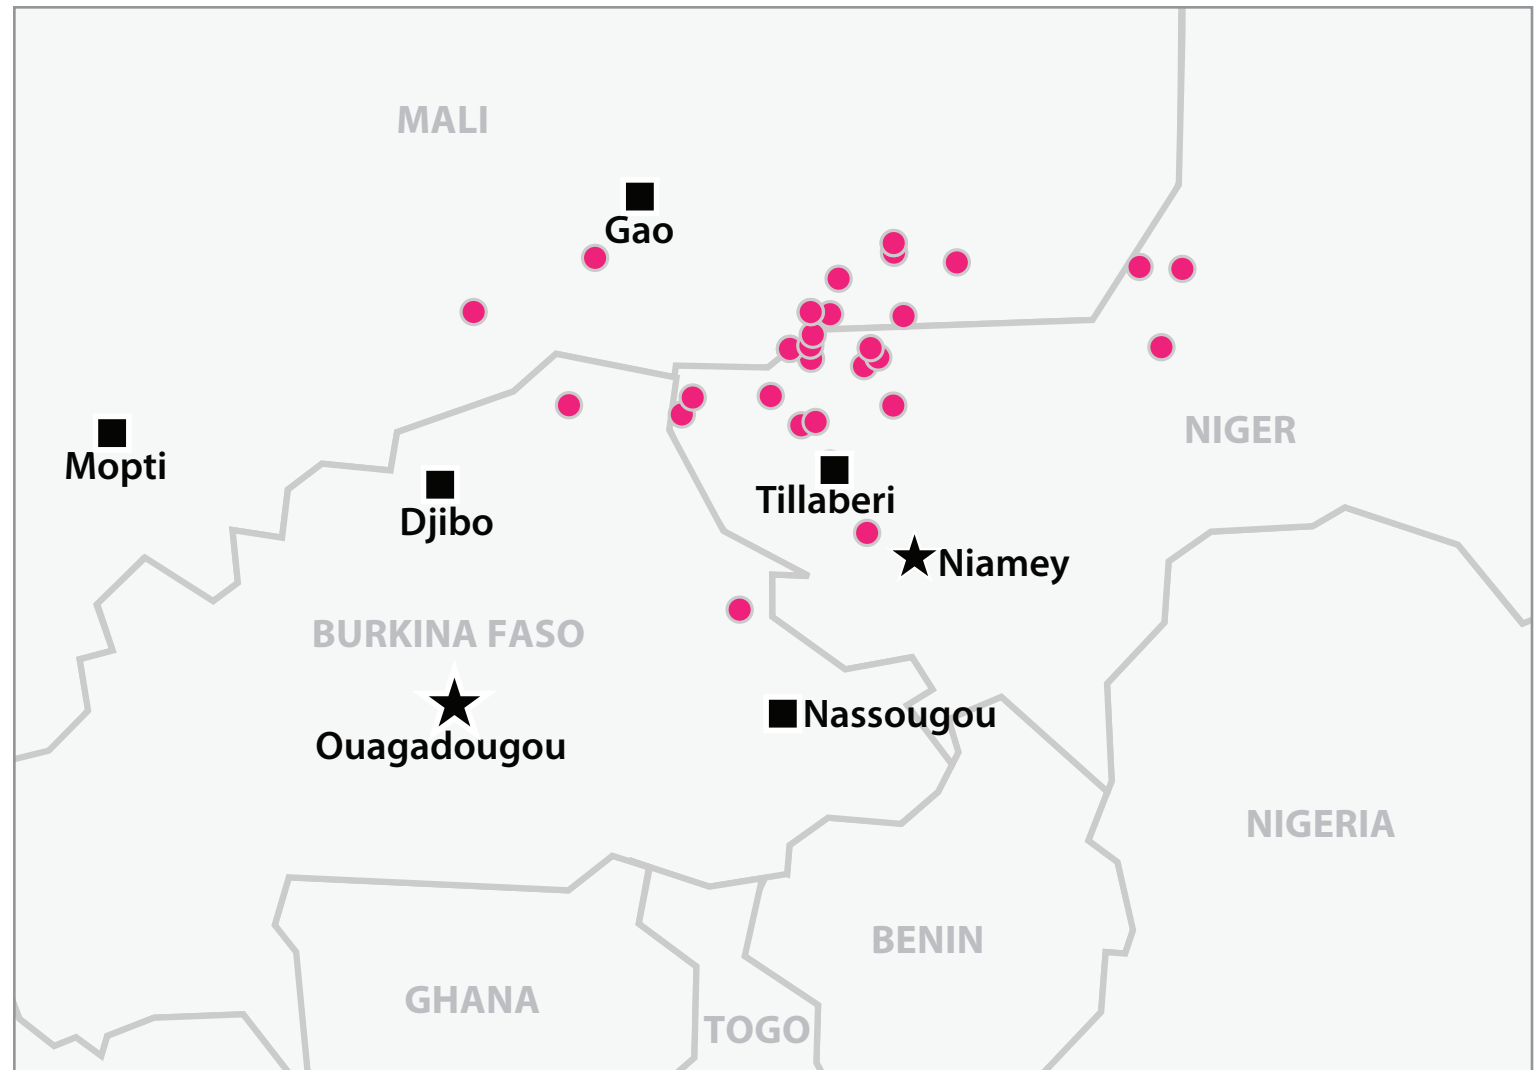 MALI
Gao
NIGER
Mopti
Djibo
Tillaberi
Niamey
BURKINA FASO
Nassougou
Ouagadougou
NIGERIA
BENIN
GHANA
TOGO